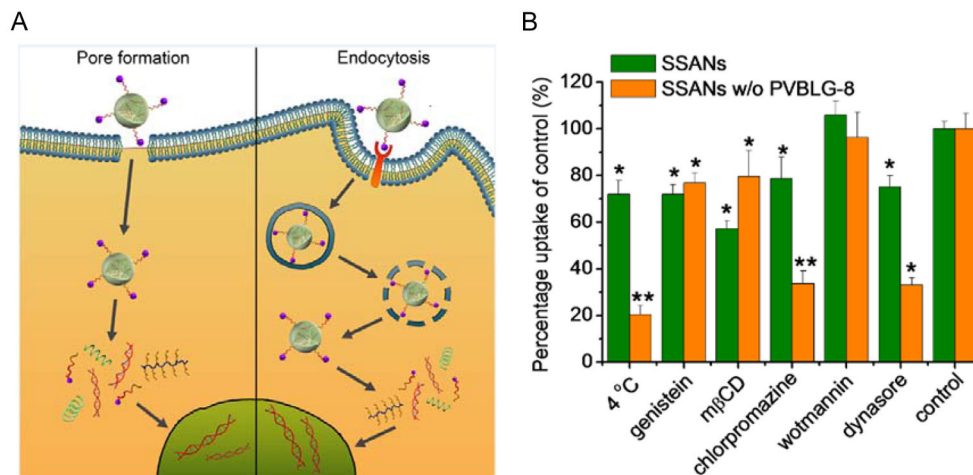 A
Pore formation
Endocytosis
B
SSANs
SSANs w/o PVBLG-8
Percentage uptake of control (%)
120
100
80
60
40
20
0
*
*
*
*
*
*
*
*
**
**
4 °C
genistein
mβCD
chlorpromazine
wotmannin
dynasore
control